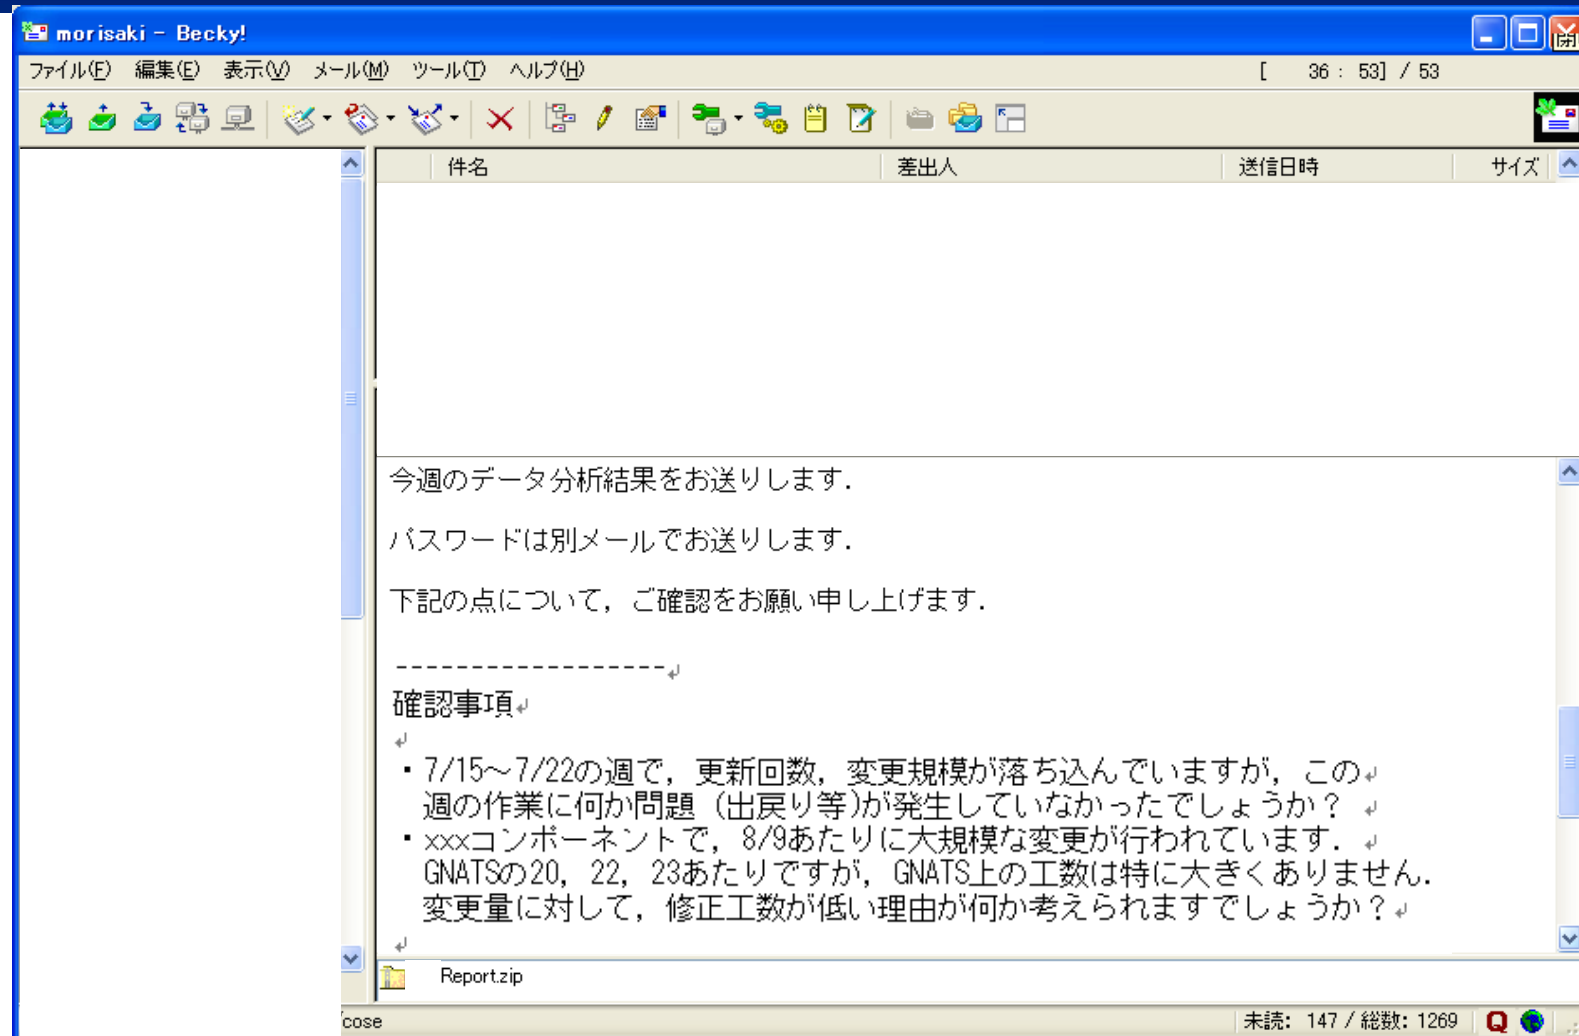 morisaki - Becky!
閉
ファイル(F) 編集(E) 表示(V) メール(M) ツール(T) ヘルプ(H) [ 36 : 53] / 53
件名 差出人 送信日時 サイズ
今週のデータ分析結果をお送りします.
パスワードは別メールでお送りします.
下記の点について, ご確認をお願い申し上げます.
------------------↵
確認事項↵
↵
・7/15～7/22の週で, 更新回数, 変更規模が落ち込んでいますが, この↵
週の作業に何か問題 (出戻り等)が発生していなかったでしょうか? ↵
・xxxコンポーネントで, 8/9あたりに大規模な変更が行われています. ↵
GNATSの20, 22, 23あたりですが, GNATS上の工数は特に大きくありません.
変更量に対して, 修正工数が低い理由が何か考えられますでしょうか?↵
↵
Report.zip
cose 未読: 147 / 総数: 1269 Q